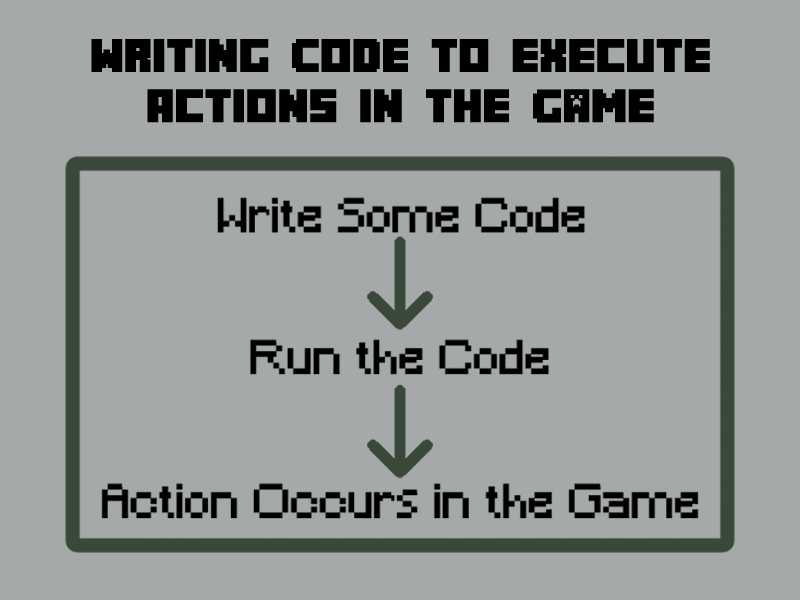 WRITING CODE TO EXECUTE
ACTIONS IN THE GAME
Write Some Code
Run the Code
Action Occurs in the Game